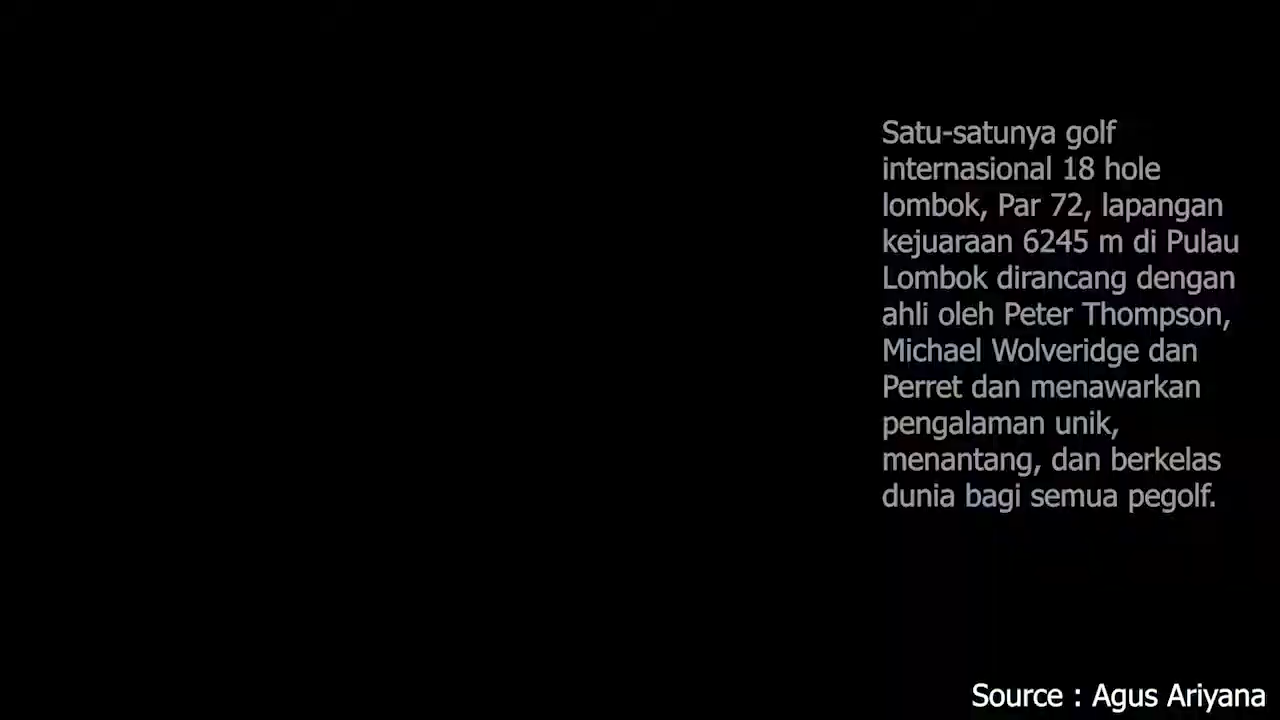 Satu-satunya golf
internasional 18 hole
lombok, Par 72, lapangan
kejuaraan 6245 m di Pulau
Lombok dirancang dengan
ahli oleh Peter Thompson,
Michael Wolveridge dan
Perret dan menawarkan
pengalaman unik,
menantang, dan berkelas
dunia bagi semua pegolf.
Source : Agus Ariyana